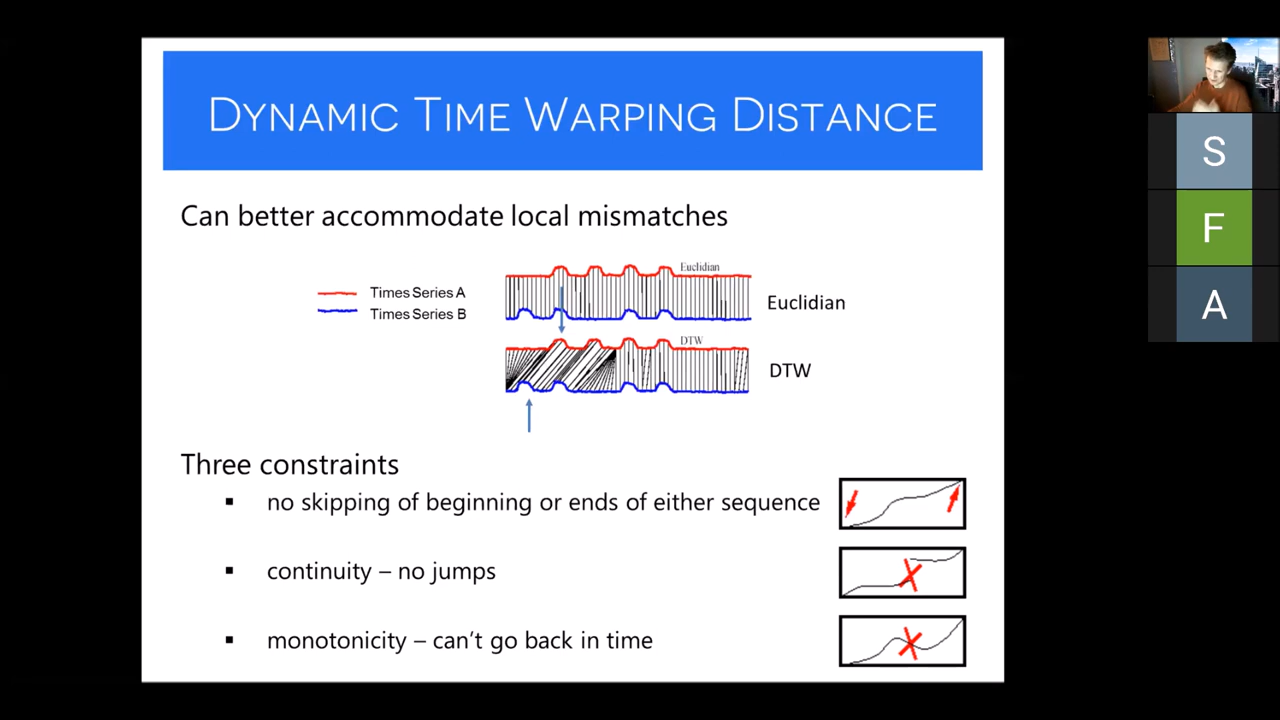 DYNAMIC TIME WARPING DISTANCE
Can better accommodate local mismatches
Times Series A
Times Series B
Euclidian
Euclidian
DTW
DTW
Three constraints
▪ no skipping of beginning or ends of either sequence
▪ continuity – no jumps
▪ monotonicity – can't go back in time
S
F
A